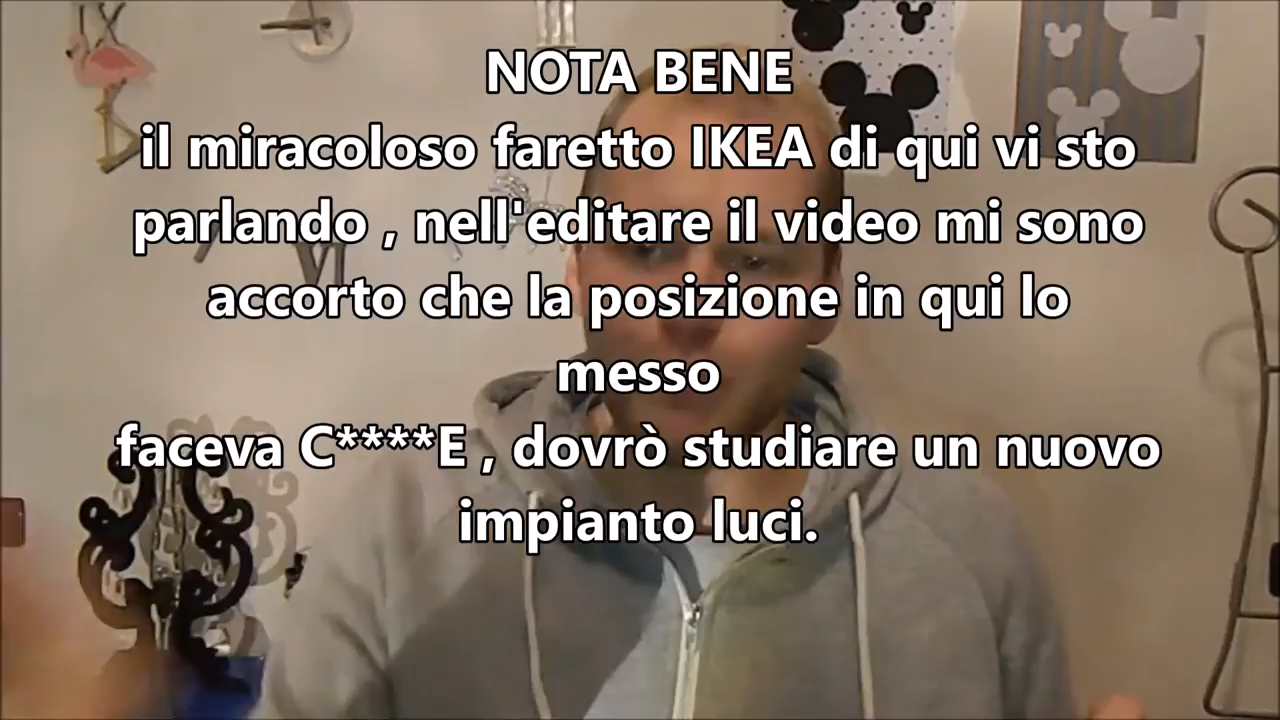 NOTA BENE
il miracoloso faretto IKEA di qui vi sto
parlando , nell'editare il video mi sono
accorto che la posizione in qui lo
messo
faceva C****E , dovrò studiare un nuovo
impianto luci.
VI